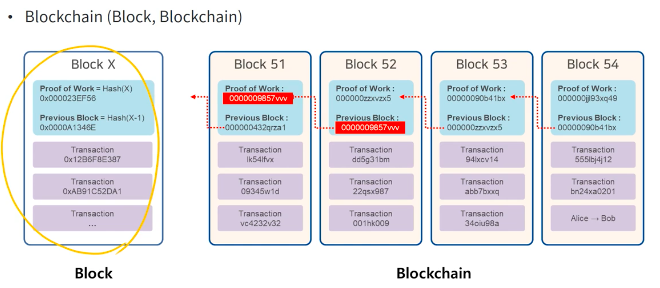 • Blockchain (Block, Blockchain)
Block X
Proof of Work = Hash(X)
0x000023EF56
Previous Block = Hash(X-1)
0x0000A1346E
Transaction
0x12B6F8E387
Transaction
0xAB91C52DA1
Transaction
...
Block
Block 51
Proof of Work :
0000009857vvv
Previous Block :
000000432qrza1
Transaction
lk54lfvx
Transaction
09345w1d
Transaction
vc4232v32
Block 52
Proof of Work :
000000zzxvzx5
Previous Block :
0000009857vvv
Transaction
dd5g31bm
Transaction
22qsx987
Transaction
001hk009
Block 53
Proof of Work :
00000090b41bx
Previous Block :
000000zzxvzx5
Transaction
94lxcv14
Transaction
abb7bxxq
Transaction
34oiu98a
Block 54
Proof of Work :
000000jjl93xq49
Previous Block :
00000090b41bx
Transaction
555lbj4j12
Transaction
bn24xa0201
Alice → Bob
Blockchain